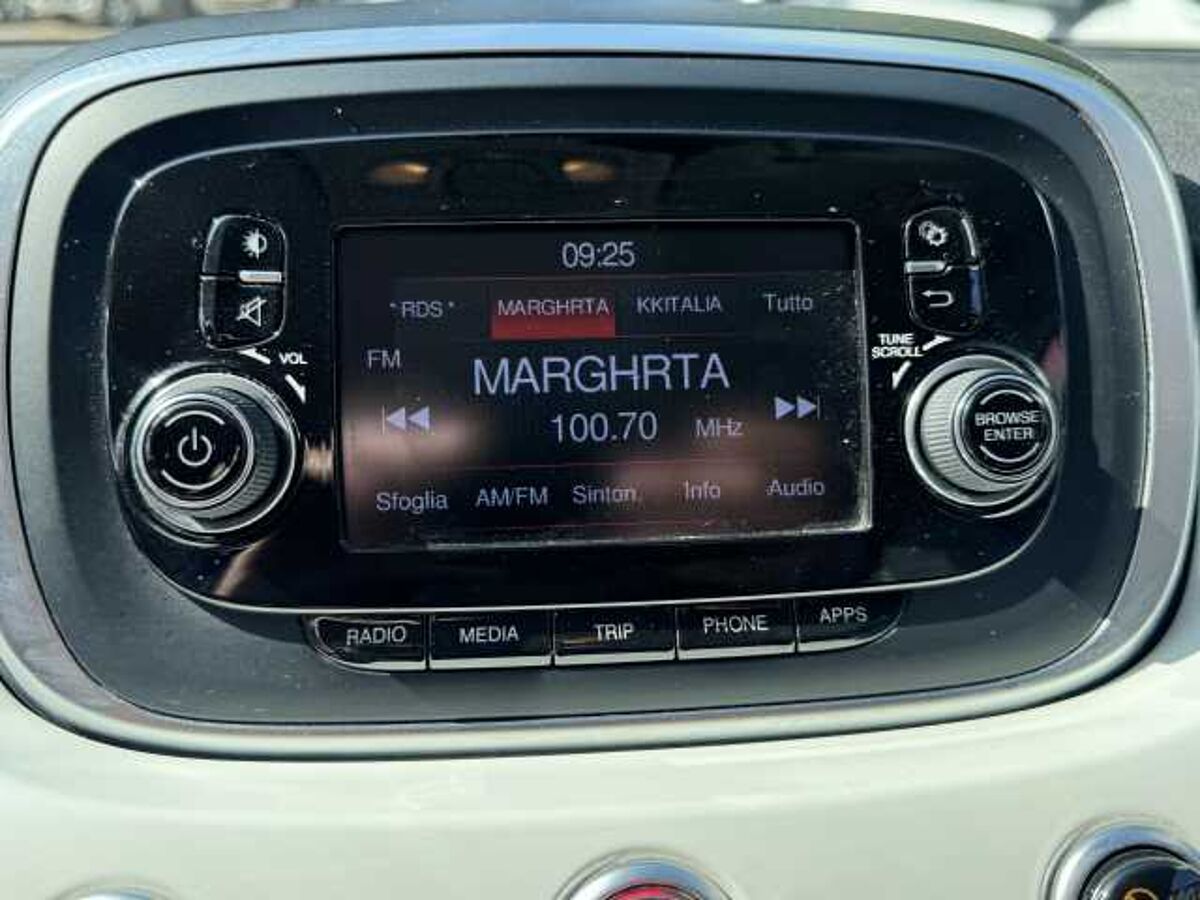 09:25
*RDS* MARGHRTA KKITALIA Tutto
FM
MARGHRTA
100.70 MHz
Sfoglia AM/FM Sinton. Info Audio
VOL
TUNE
SCROLL
BROWSE
ENTER
RADIO MEDIA TRIP PHONE APPS